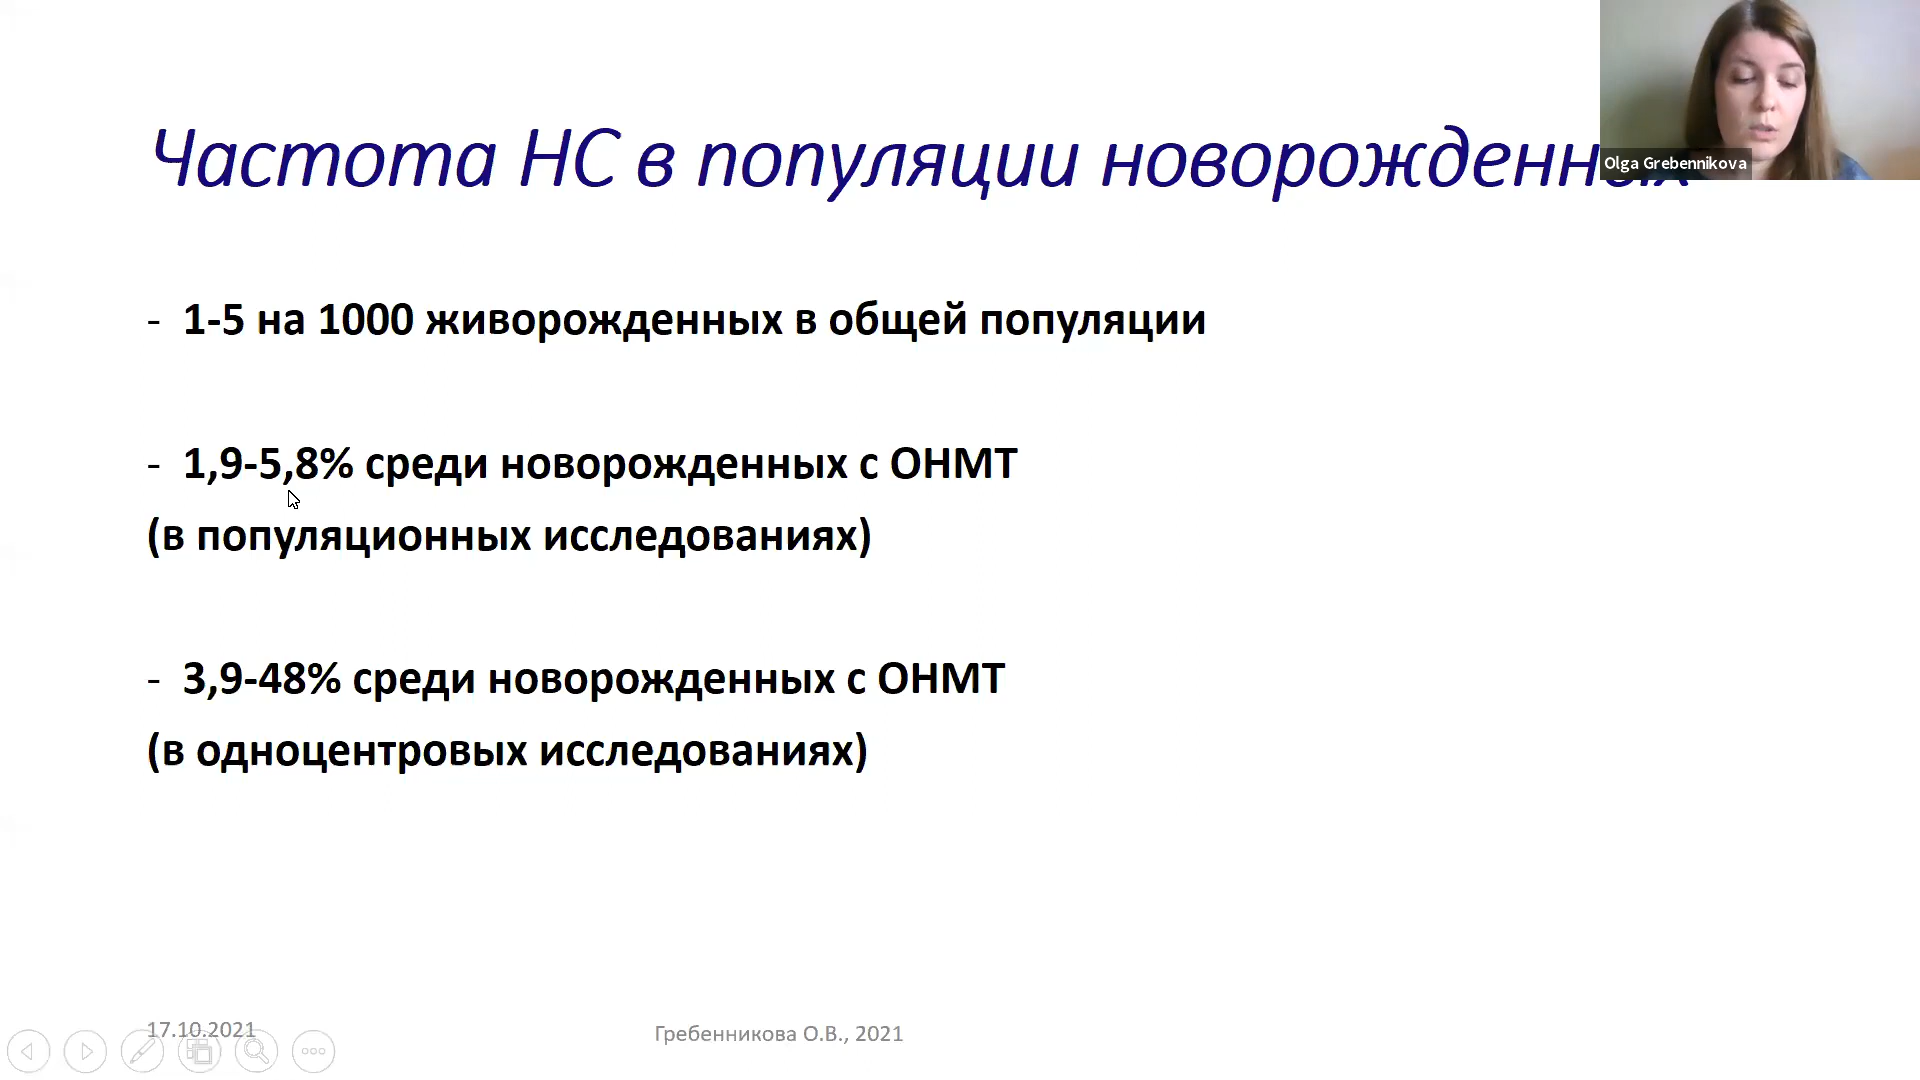 Частота НС в популяции новорожденных
Olga Grebennikova
- 1-5 на 1000 живорожденных в общей популяции
- 1,9-5,8% среди новорожденных с ОНМТ
(в популяционных исследованиях)
- 3,9-48% среди новорожденных с ОНМТ
(в одноцентровых исследованиях)
17.10.2021
Гребенникова О.В., 2021